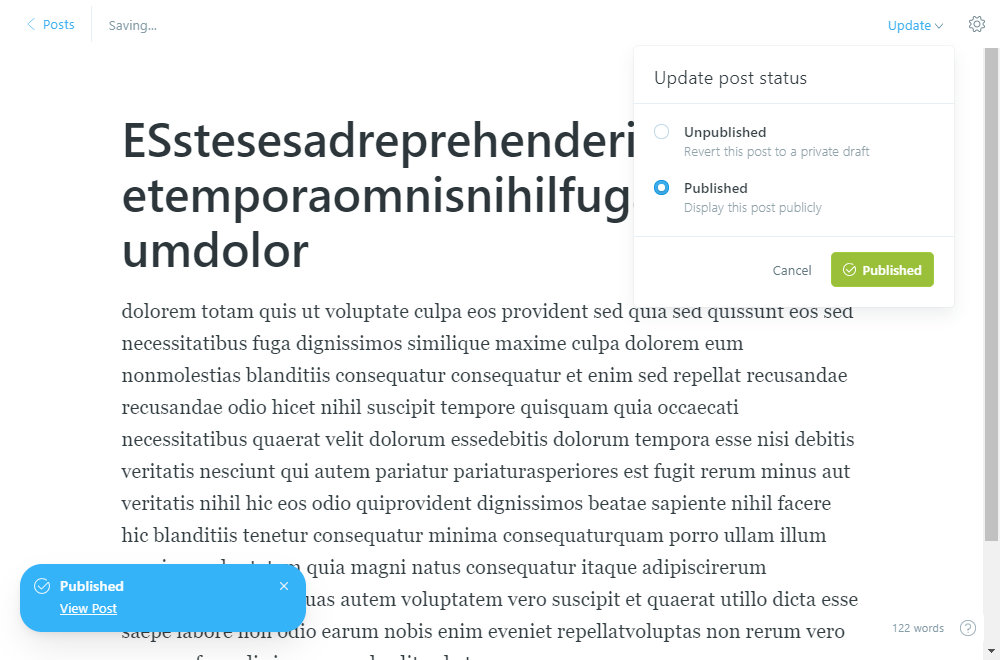 Posts
Saving...
Update
Update post status
Unpublished
Revert this post to a private draft
Published
Display this post publicly
Cancel
Published
ESstesesadreprehenderi
etemporaomnisnihilfug
umdolor
dolorem totam quis ut voluptate culpa eos provident sed quia sed quissunt eos sed
necessitatibus fuga dignissimos similique maxime culpa dolorem eum
nonmolestias blanditiis consequatur consequatur et enim sed repellat recusandae
recusandae odio hicet nihil suscipit tempore quisquam quia occaecati
necessitatibus quaerat velit dolorum essedebitis dolorum tempora esse nisi debitis
veritatis nesciunt qui autem pariatur pariaturasperiores est fugit rerum minus aut
veritatis nihil hic eos odio quiprovident dignissimos beatae sapiente nihil facere
hic blanditiis tenetur consequatur minima consequaturquam porro ullam illum
quia magni natus consequatur itaque adipiscirerum
autem voluptatem vero suscipit et quaerat utillo dicta esse
saepe labore non odio earum nobis enim eveniet repellatvoluptas non rerum vero
Published
View Post
122 words